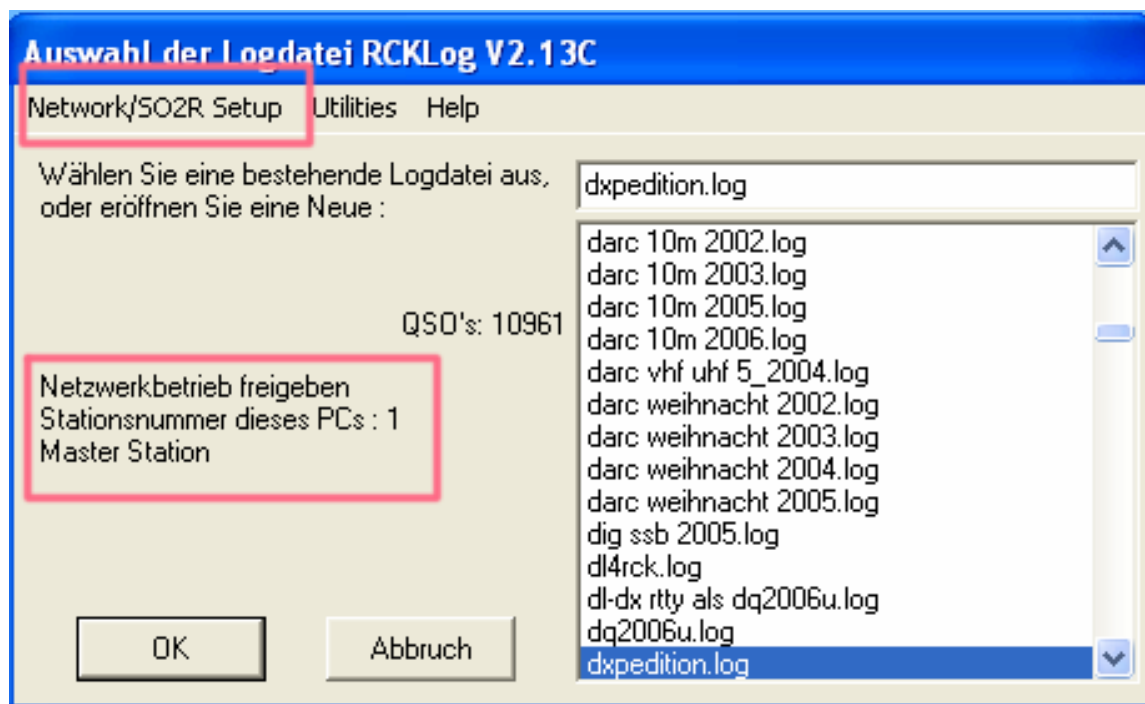 Auswahl der Logdatei RCKLog V2.13C
Network/SO2R Setup Utilities Help
Wählen Sie eine bestehende Logdatei aus,
oder eröffnen Sie eine Neue :
dxpedition.log
QSO's: 10961
Netzwerkbetrieb freigeben
Stationsnummer dieses PCs : 1
Master Station
darc 10m 2002.log
darc 10m 2003.log
darc 10m 2005.log
darc 10m 2006.log
darc vhf uhf 5_2004.log
darc weihnacht 2002.log
darc weihnacht 2003.log
darc weihnacht 2004.log
darc weihnacht 2005.log
dig ssb 2005.log
dl4rck.log
dl-dx rtty als dq2006u.log
dq2006u.log
dxpedition.log
OK
Abbruch